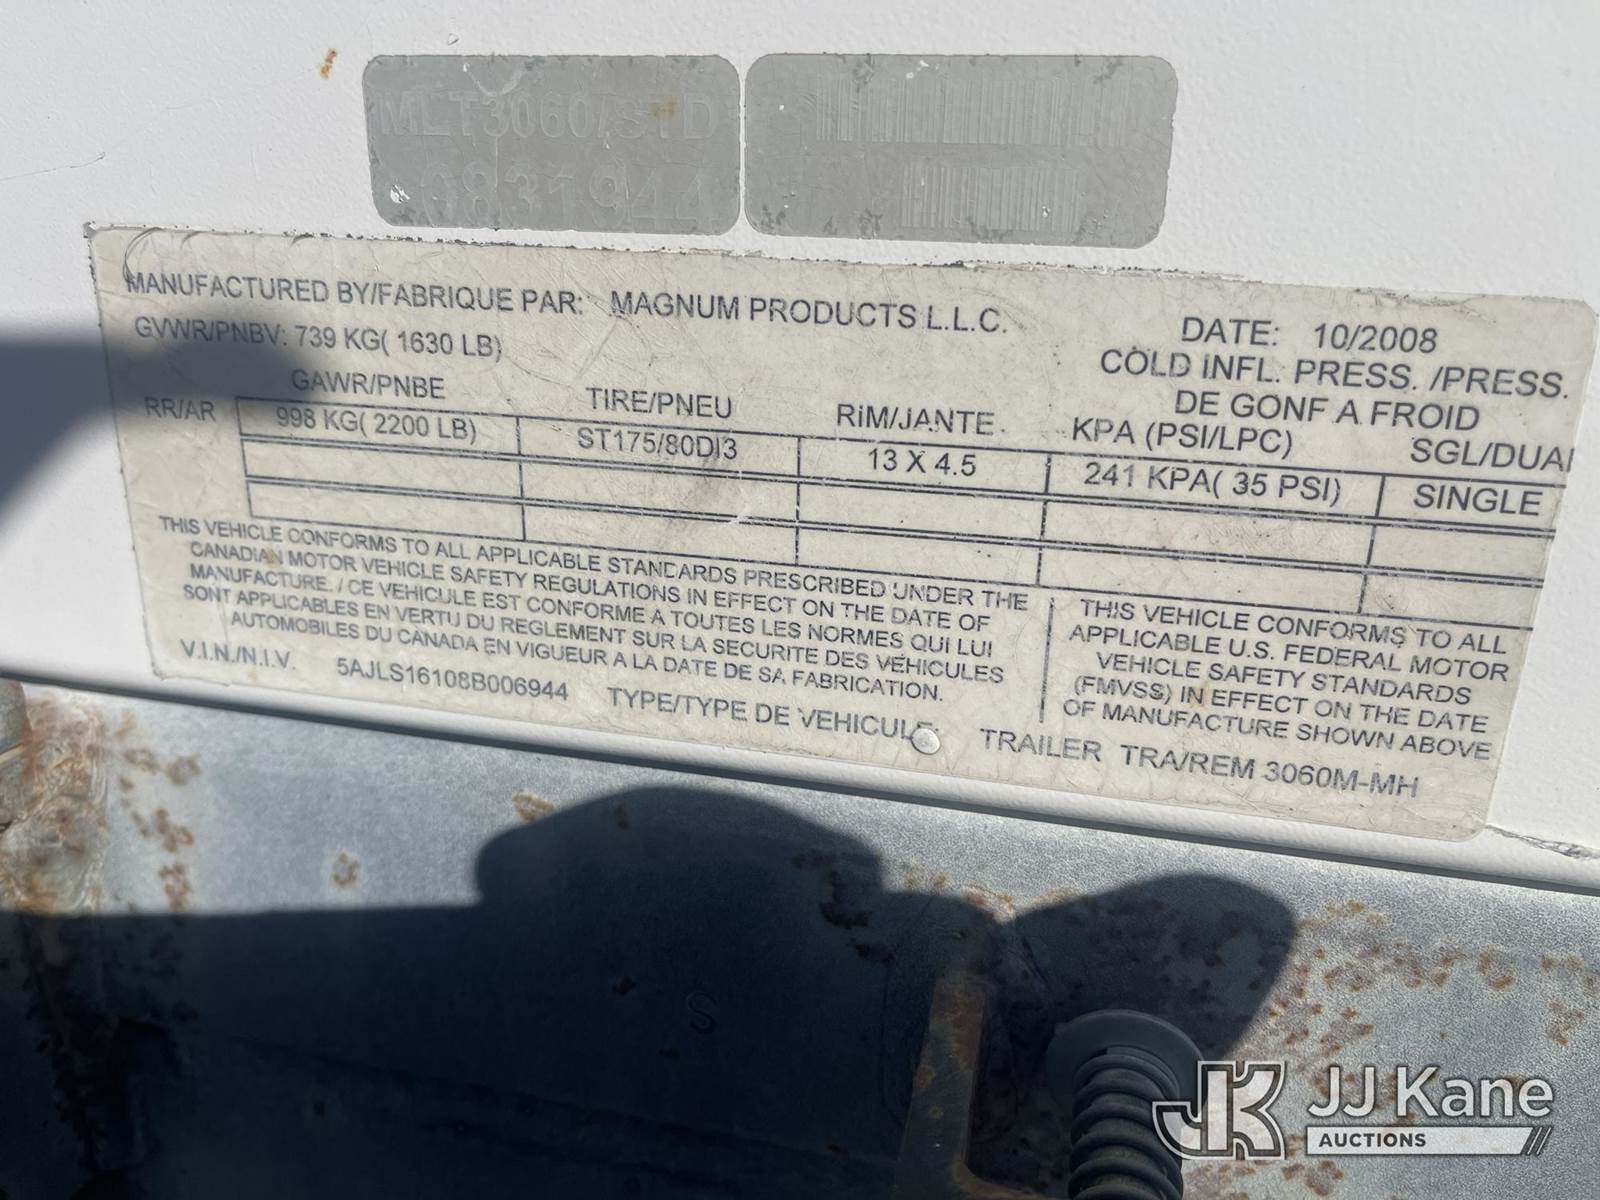 MLT3060/STD
0831944
MANUFACTURED BY/FABRIQUE PAR: MAGNUM PRODUCTS L.L.C.
DATE: 10/2008
GVWR/PNBV: 739 KG( 1630 LB)
COLD INFL. PRESS. /PRESS.
DE GONF A FROID
GAWR/PNBE TIRE/PNEU RIM/JANTE KPA (PSI/LPC) SGL/DUAL
RR/AR 998 KG( 2200 LB) ST175/80DI3 13 X 4.5 241 KPA( 35 PSI) SINGLE
THIS VEHICLE CONFORMS TO ALL APPLICABLE STANDARDS PRESCRIBED UNDER THE
CANADIAN MOTOR VEHICLE SAFETY REGULATIONS IN EFFECT ON THE DATE OF
MANUFACTURE. / CE VEHICULE EST CONFORME A TOUTES LES NORMES QUI LUI
SONT APPLICABLES EN VERTU DU REGLEMENT SUR LA SECURITE DES VEHICULES
AUTOMOBILES DU CANADA EN VIGUEUR A LA DATE DE SA FABRICATION.
THIS VEHICLE CONFORMS TO ALL
APPLICABLE U.S. FEDERAL MOTOR
VEHICLE SAFETY STANDARDS
(FMVSS) IN EFFECT ON THE DATE
OF MANUFACTURE SHOWN ABOVE
V.I.N./N.I.V. 5AJLS16108B006944 TYPE/TYPE DE VEHICULE: TRAILER TRA/REM 3060M-MH
S
JK JJ Kane
AUCTIONS